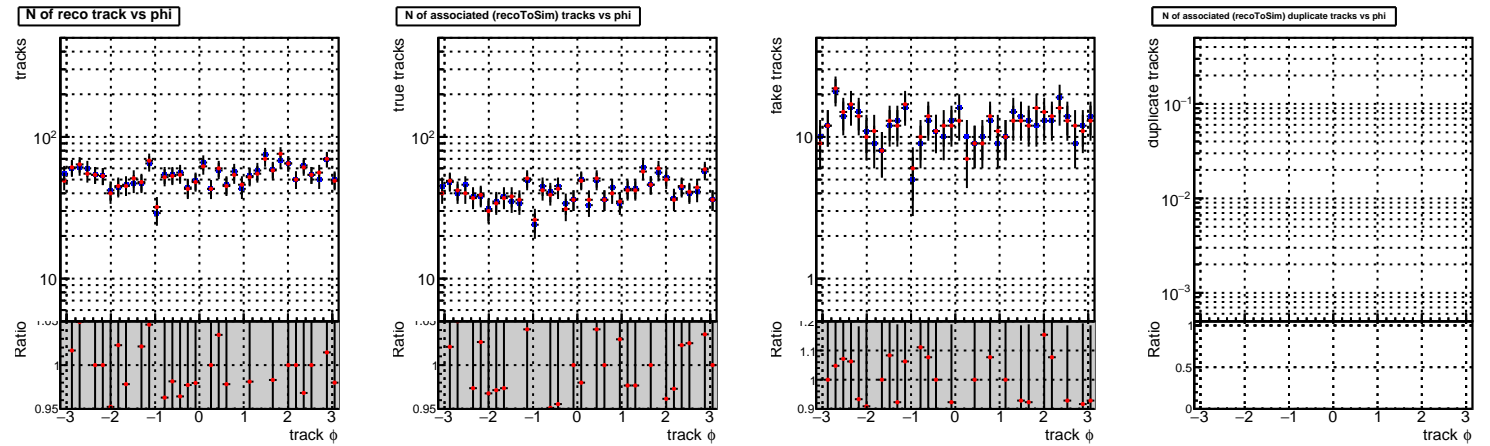 N of reco track vs phi
tracks
10²
10
Ratio
1.05
1
0.95
−3 −2 −1 0 1 2 3
track ϕ
N of associated (recoToSim) tracks vs phi
true tracks
10²
10
Ratio
1.05
1
0.95
−3 −2 −1 0 1 2 3
track ϕ
fake tracks
10
1
Ratio
1.2
1.1
1
0.9
−3 −2 −1 0 1 2 3
track ϕ
N of associated (recoToSim) duplicate tracks vs phi
duplicate tracks
10⁻¹
10⁻²
10⁻³
Ratio
1
0.5
0
−3 −2 −1 0 1 2 3
track ϕ